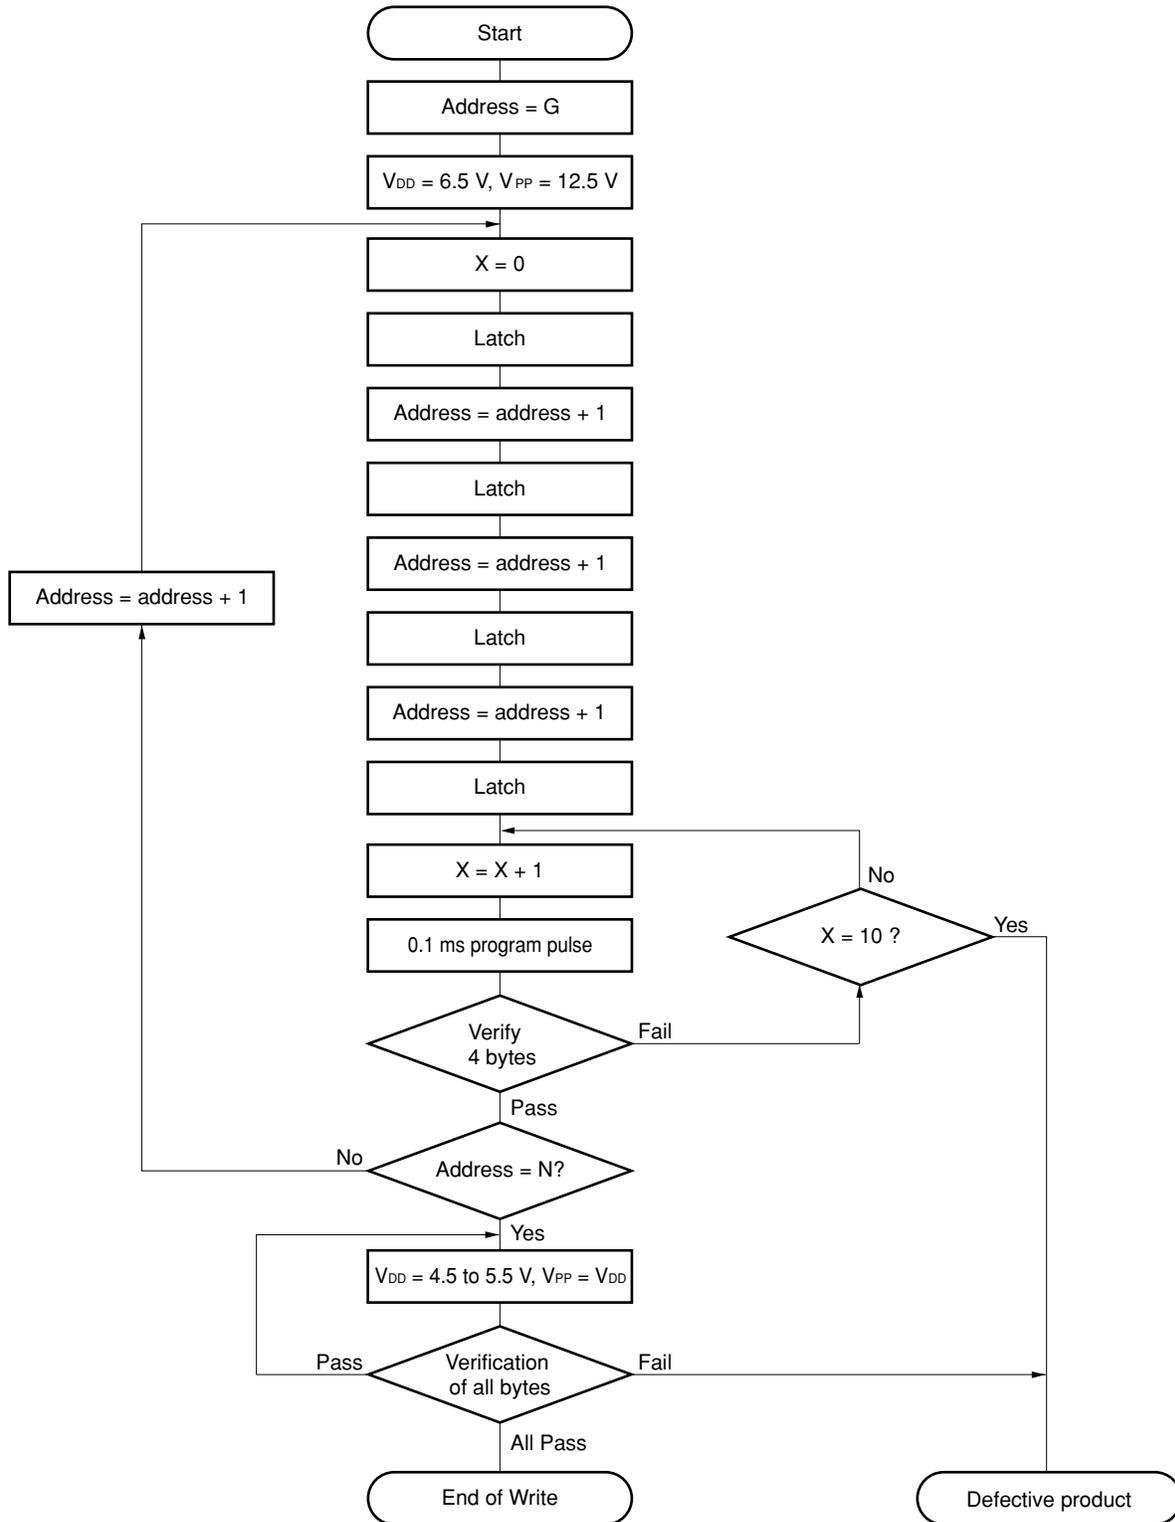 Start
Address = G
VDD = 6.5 V, VPP = 12.5 V
X = 0
Latch
Address = address + 1
Latch
Address = address + 1
Address = address + 1
Latch
Address = address + 1
Latch
X = X + 1
No
X = 10 ?
Yes
0.1 ms program pulse
Verify
4 bytes
Fail
Pass
No
Address = N?
Yes
VDD = 4.5 to 5.5 V, VPP = VDD
Pass
Verification
of all bytes
Fail
All Pass
End of Write
Defective product